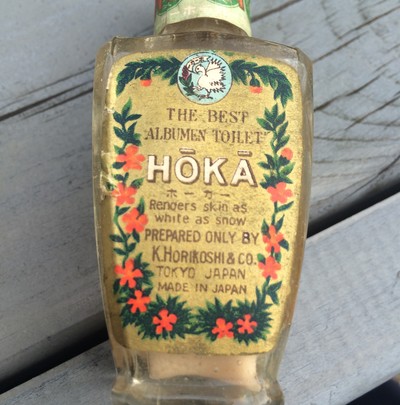 THE BEST
"ALBUMEN TOILET"
HŌKĀ
ホーカー
Renders skin as
white as snow
PREPARED ONLY BY
K.HORIKOSHI & CO.
TOKYO JAPAN
MADE IN JAPAN